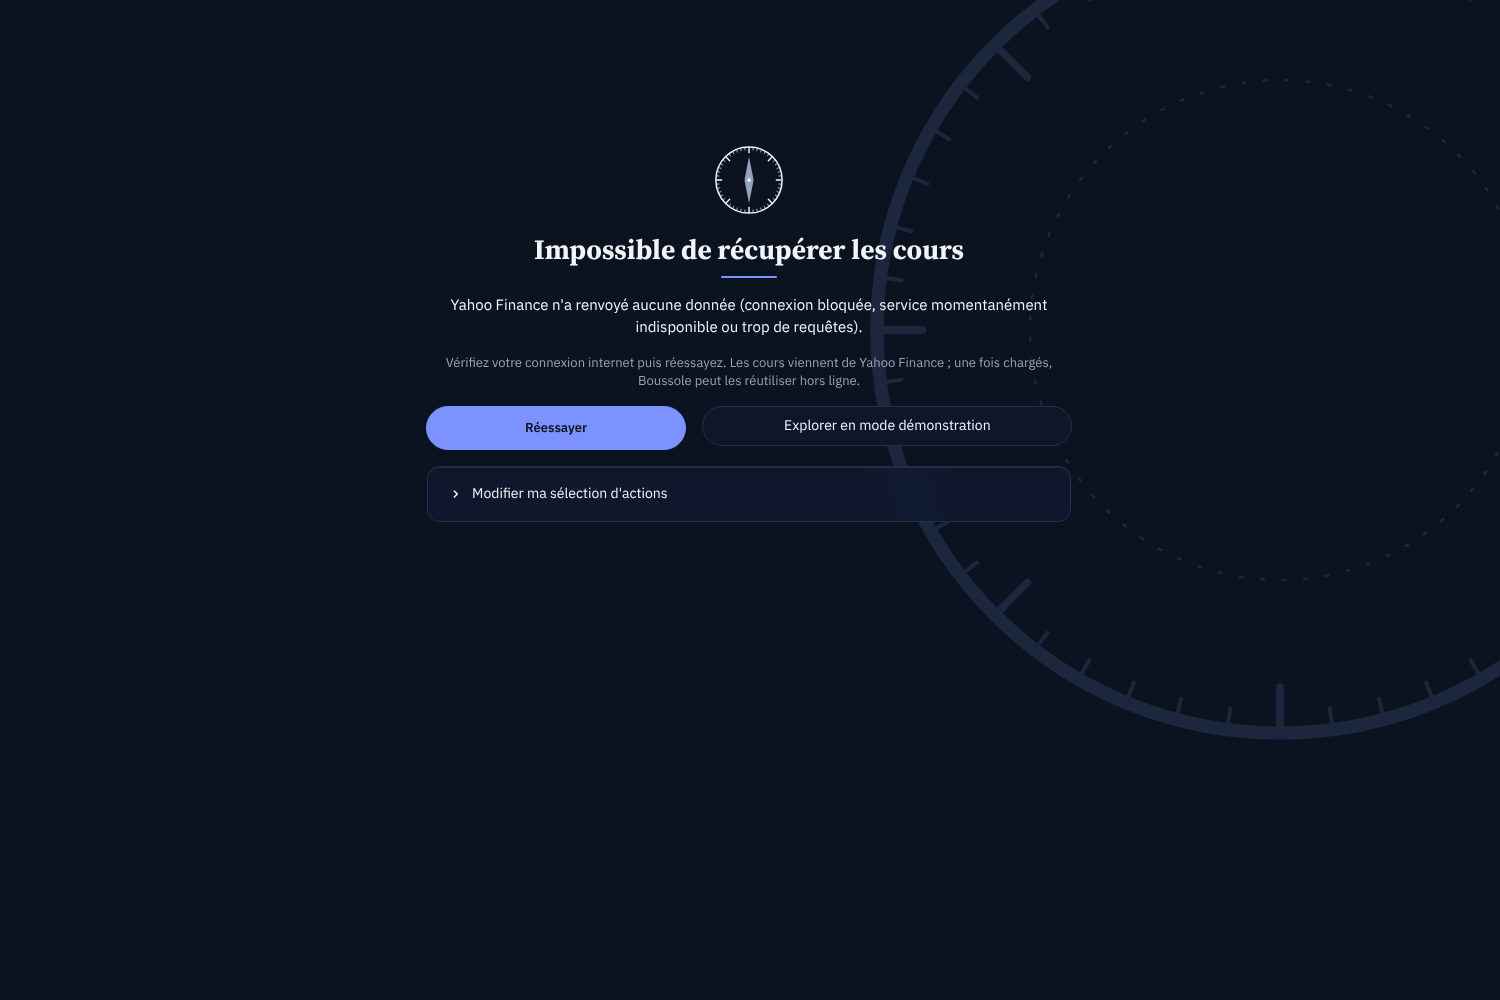 Impossible de récupérer les cours
Yahoo Finance n'a renvoyé aucune donnée (connexion bloquée, service momentanément
indisponible ou trop de requêtes).
Vérifiez votre connexion internet puis réessayez. Les cours viennent de Yahoo Finance ; une fois chargés,
Boussole peut les réutiliser hors ligne.
Réessayer
Explorer en mode démonstration
Modifier ma sélection d'actions